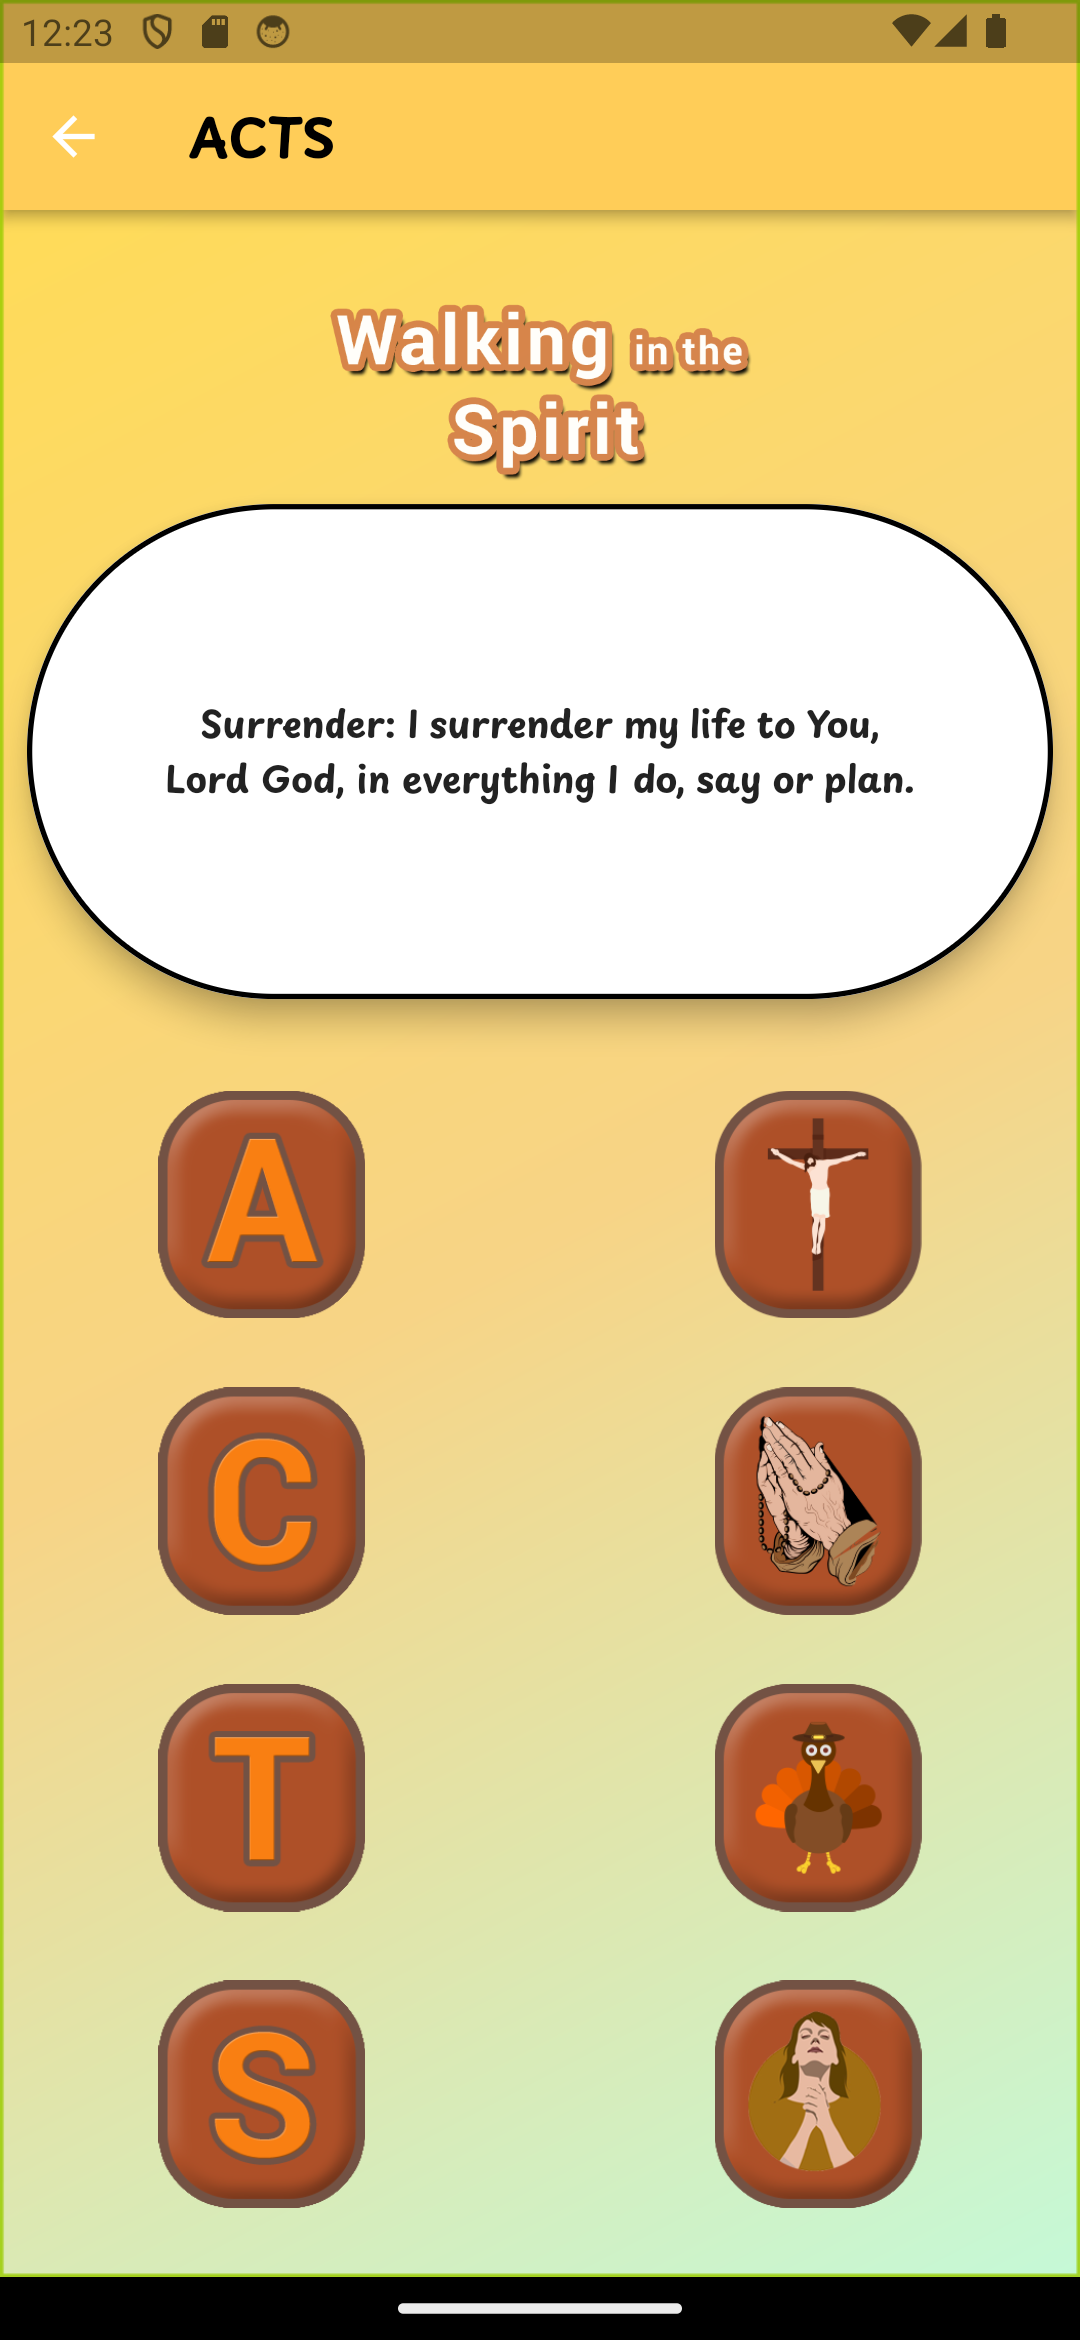 12:23
ACTS
Walking in the
Spirit
Surrender: I surrender my life to You,
Lord God, in everything I do, say or plan.
A
C
T
S